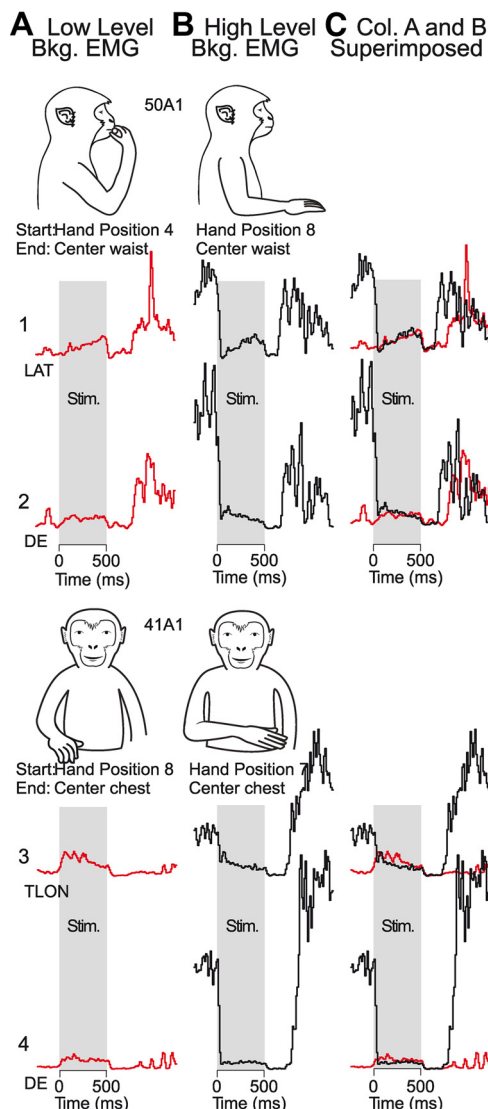 A Low Level B High Level C Col. A and B
Bkg. EMG Bkg. EMG Superimposed
50A1
Start:Hand Position 4 Hand Position 8
End: Center waist Center waist
1
LAT
Stim. Stim.
2
DE
0 500 0 500 0 500
Time (ms) Time (ms) Time (ms)
41A1
Start:Hand Position 8 Hand Position 7
End: Center chest Center chest
3
TLON
Stim. Stim.
4
DE
0 500 0 500 0 500
Time (ms) Time (ms) Time (ms)